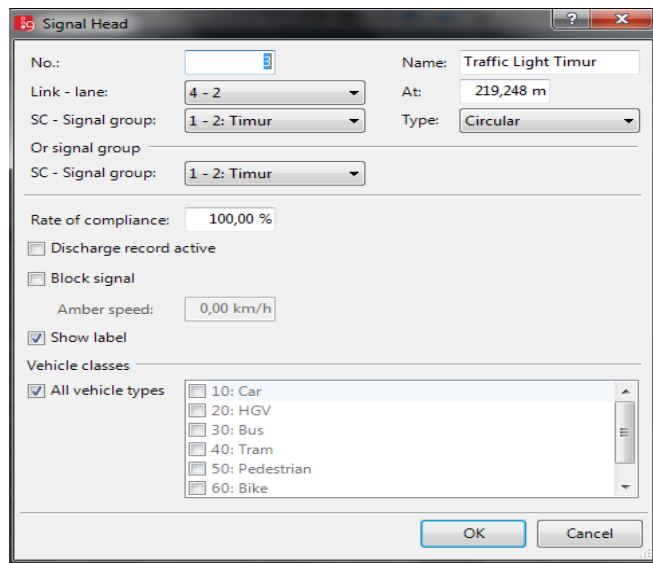 Signal Head
No.: 3 Name: Traffic Light Timur
Link - lane: 4 - 2 At: 219,248 m
SC - Signal group: 1 - 2: Timur Type: Circular
Or signal group
SC - Signal group: 1 - 2: Timur
Rate of compliance: 100,00 %
Discharge record active
Block signal
Amber speed: 0,00 km/h
Show label
Vehicle classes
All vehicle types 10: Car
20: HGV
30: Bus
40: Tram
50: Pedestrian
60: Bike
OK Cancel